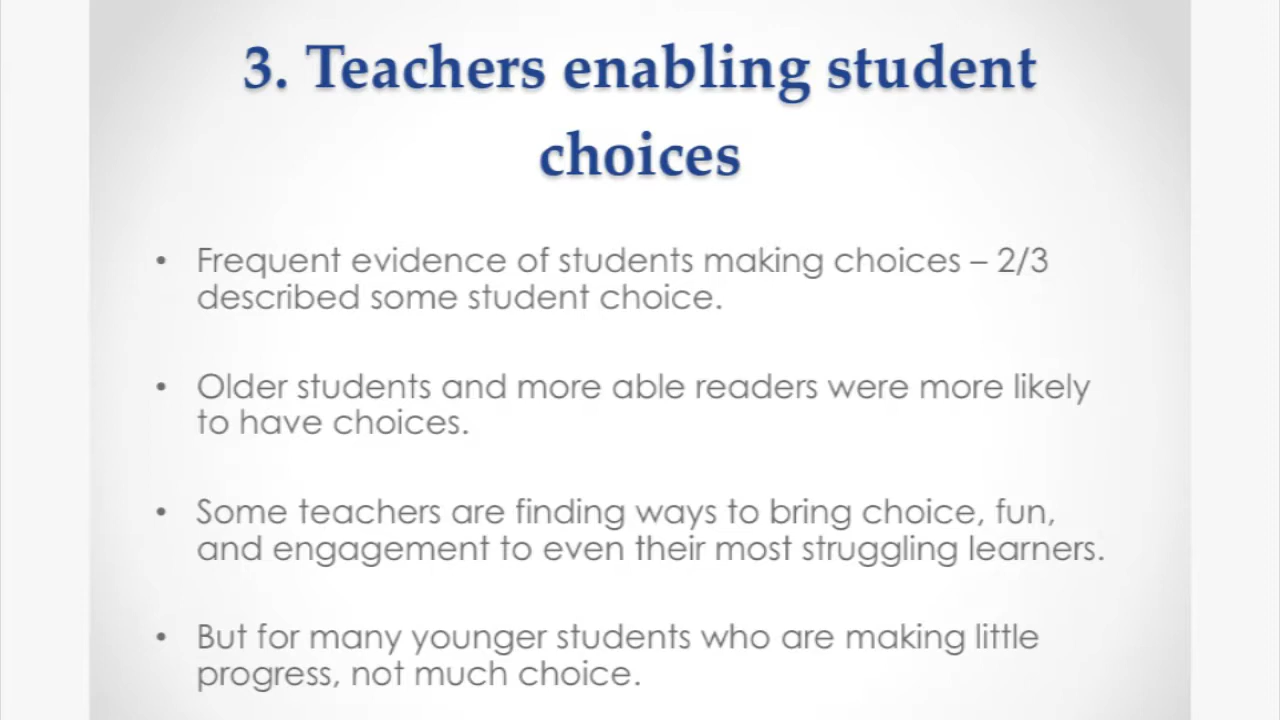 3. Teachers enabling student
choices
• Frequent evidence of students making choices – 2/3
described some student choice.
• Older students and more able readers were more likely
to have choices.
• Some teachers are finding ways to bring choice, fun,
and engagement to even their most struggling learners.
• But for many younger students who are making little
progress, not much choice.